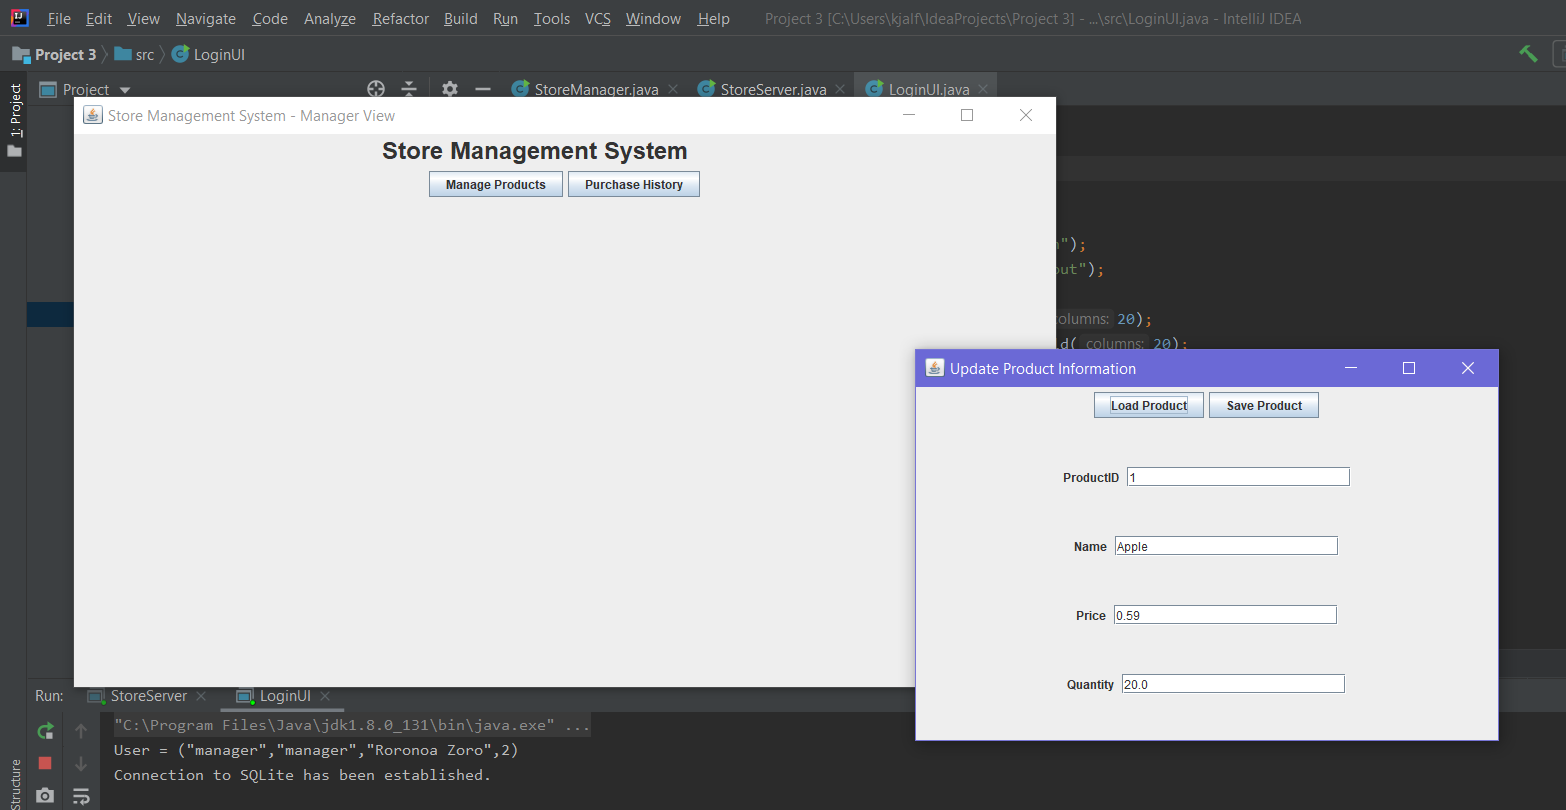 File Edit View Navigate Code Analyze Refactor Build Run Tools VCS Window Help Project 3 [C:\Users\kjalf\IdeaProjects\Project 3] - ...\src\LoginUI.java - IntelliJ IDEA
Project 3 src LoginUI
1: Project
Project StoreManager.java StoreServer.java LoginUI.java
Store Management System - Manager View
Store Management System
Manage Products Purchase History
");
out");
columns: 20);
d( columns: 20);
Update Product Information
Load Product Save Product
ProductID 1
Name Apple
Price 0.59
Quantity 20.0
Run: StoreServer LoginUI
"C:\Program Files\Java\jdk1.8.0_131\bin\java.exe" ...
User = ("manager","manager","Roronoa Zoro",2)
Connection to SQLite has been established.
Structure